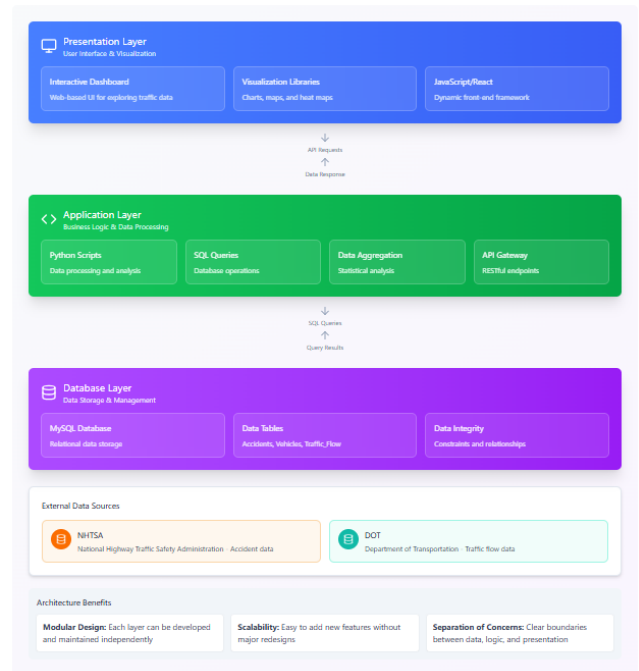 Presentation Layer
User Interface & Visualization
Interactive Dashboard
Web-based UI for exploring traffic data
Visualization Libraries
Charts, maps, and heat maps
JavaScript/React
Dynamic front-end framework
API Requests
Data Response
Application Layer
Business Logic & Data Processing
Python Scripts
Data processing and analysis
SQL Queries
Database operations
Data Aggregation
Statistical analysis
API Gateway
RESTful endpoints
SQL Queries
Query Results
Database Layer
Data Storage & Management
MySQL Database
Relational data storage
Data Tables
Accidents, Vehicles, Traffic_Flow
Data Integrity
Constraints and relationships
External Data Sources
NHTSA
National Highway Traffic Safety Administration · Accident data
DOT
Department of Transportation · Traffic flow data
Architecture Benefits
Modular Design: Each layer can be developed
and maintained independently
Scalability: Easy to add new features without
major redesigns
Separation of Concerns: Clear boundaries
between data, logic, and presentation